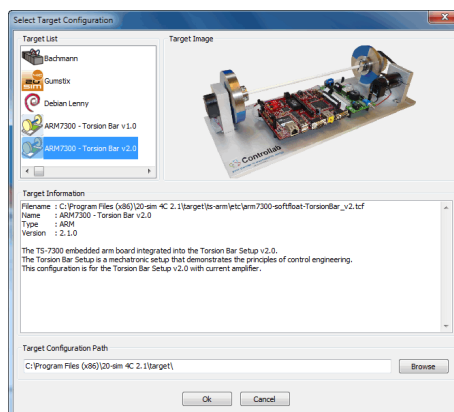 Select Target Configuration
Target List
Target Image
Bachmann
Gumstix
Debian Lenny
ARM7300 - Torsion Bar v1.0
ARM7300 - Torsion Bar v2.0
Controllab
Target Information
Filename : C:\Program Files (x86)\20-sim 4C 2.1\target\ts-arm\etc\arm7300-softfloat-TorsionBar_v2.tcf
Name : ARM7300 - Torsion Bar v2.0
Type : ARM
Version : 2.1.0
The TS-7300 embedded arm board integrated into the Torsion Bar Setup v2.0.
The Torsion Bar Setup is a mechatronic setup that demonstrates the principles of control engineering.
This configuration is for the Torsion Bar Setup v2.0 with current amplifier.
Target Configuration Path
C:\Program Files (x86)\20-sim 4C 2.1\target\
Browse
Ok
Cancel